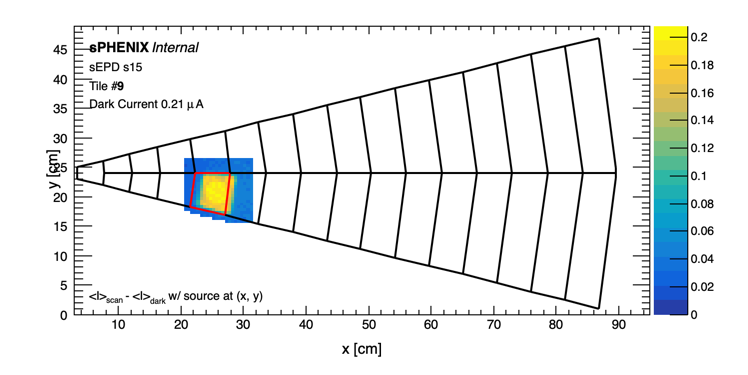 sPHENIX Internal
sEPD s15
Tile #9
Dark Current 0.21 μ A
<I>scan - <I>dark w/ source at (x, y)
y [cm]
45
40
35
30
25
20
15
10
5
0
10 20 30 40 50 60 70 80 90
x [cm]
0.2
0.18
0.16
0.14
0.12
0.1
0.08
0.06
0.04
0.02
0